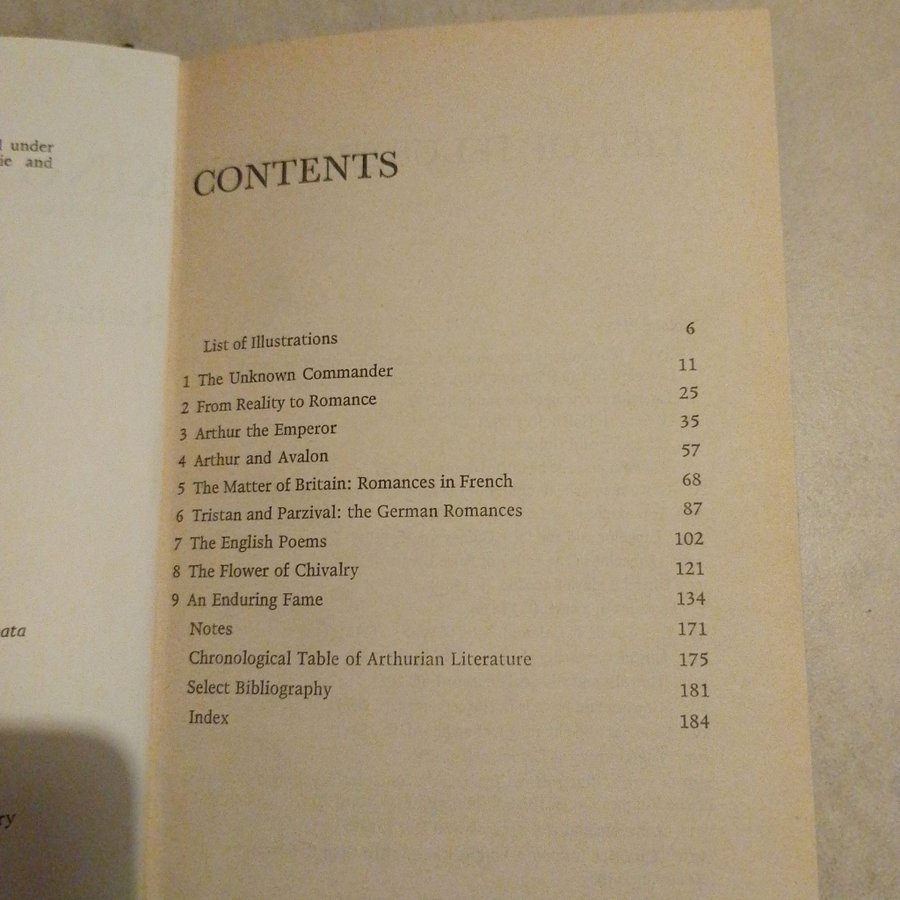 under
and
ata
ry
CONTENTS
List of Illustrations 6
1 The Unknown Commander 11
2 From Reality to Romance 25
3 Arthur the Emperor 35
4 Arthur and Avalon 57
5 The Matter of Britain: Romances in French 68
6 Tristan and Parzival: the German Romances 87
7 The English Poems 102
8 The Flower of Chivalry 121
9 An Enduring Fame 134
Notes 171
Chronological Table of Arthurian Literature 175
Select Bibliography 181
Index 184